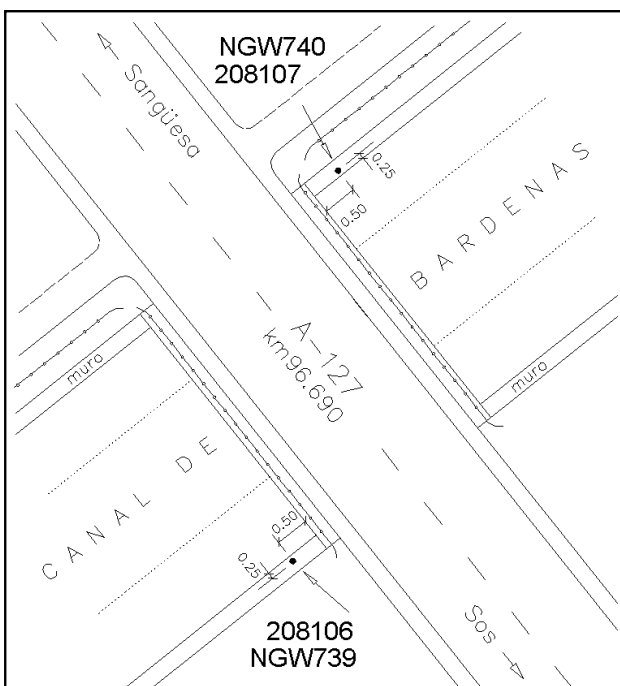 NGW740
208107
Sangüesa
0.25
0.50
BARDENAS
A-127
km96.690
muro
muro
CANAL DE
0.50
0.25
208106
NGW739
Sos